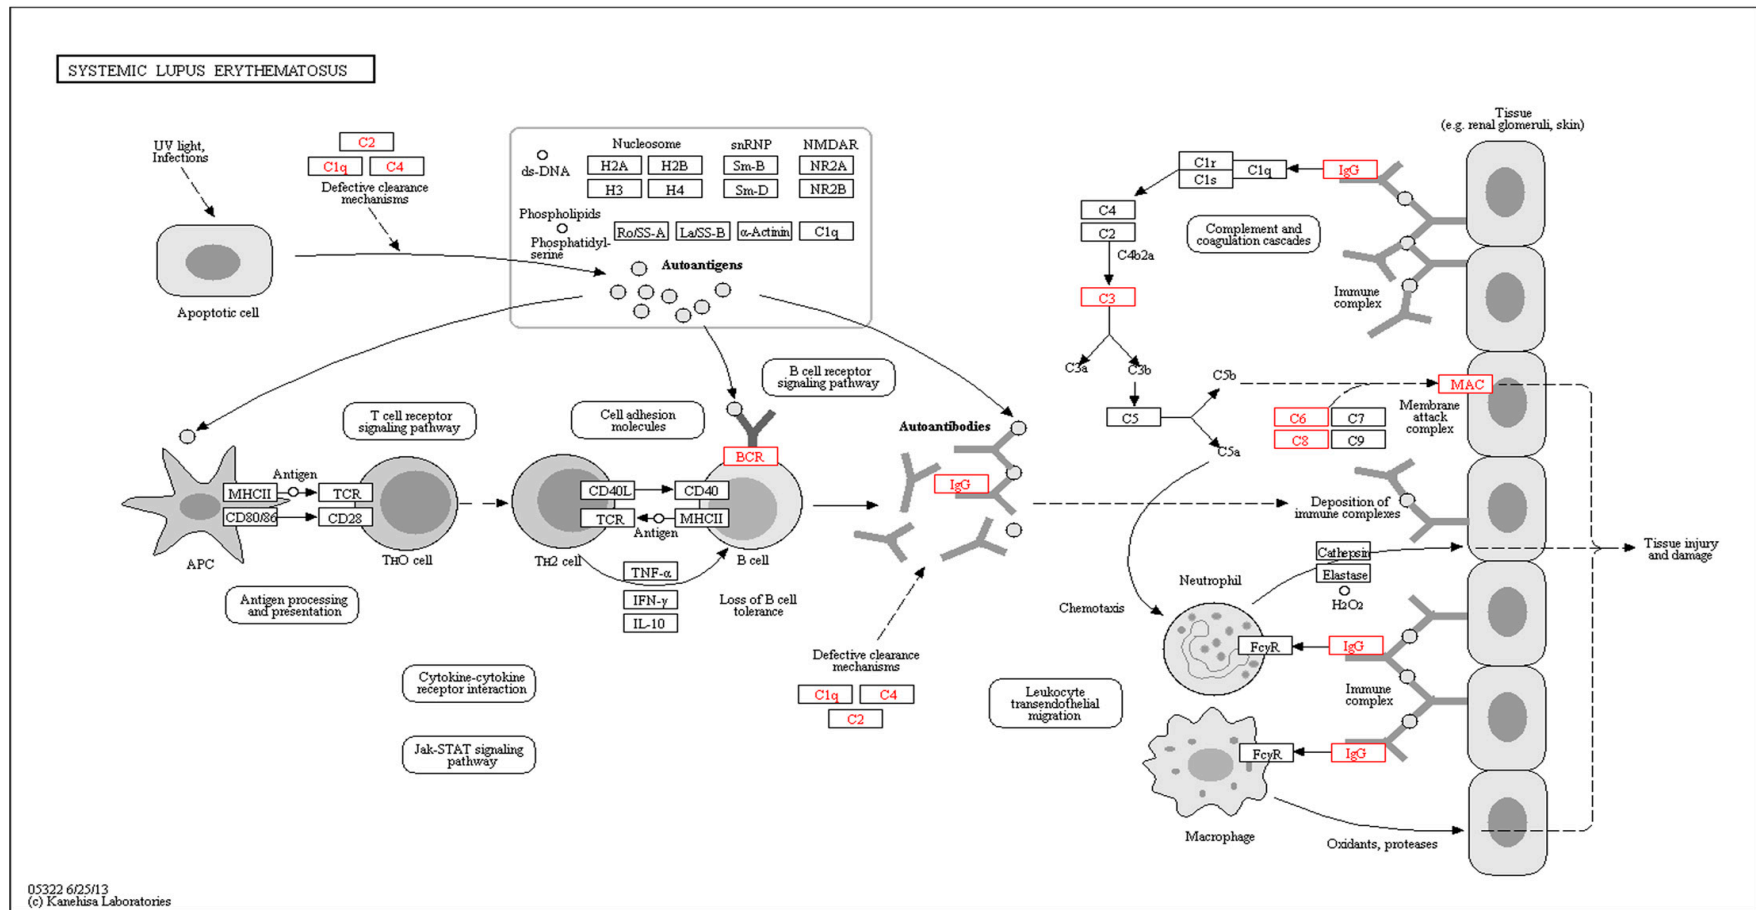 SYSTEMIC LUPUS ERYTHEMATOSUS
UV light,
Infections
C2
C1q
C4
Defective clearance
mechanisms
Apoptotic cell
Nucleosome
snRNP
NMDAR
ds-DNA
H2A
H2B
Sm-B
NR2A
H3
H4
Sm-D
NR2B
Phospholipids
Phosphatidyl-
serine
Ro/SS-A
La/SS-B
α-Actinin
C1q
Autoantigens
Tissue
(e.g. renal glomeruli, skin)
C1r
C1s
C1q
IgG
C4
C2
C4b2a
Complement and
coagulation cascades
Immune
complex
C3
C3a
C3b
C5
C5b
C5a
MAC
Membrane
attack
complex
C6
C7
C8
C9
B cell receptor
signaling pathway
T cell receptor
signaling pathway
Cell adhesion
molecules
BCR
Autoantibodies
IgG
Antigen
MHCII
TCR
CD80/86
CD28
CD40L
CD40
TCR
MHCII
Antigen
APC
TH0 cell
TH2 cell
B cell
TNF-α
IFN-γ
IL-10
Loss of B cell
tolerance
Antigen processing
and presentation
Cytokine-cytokine
receptor interaction
Jak-STAT signaling
pathway
Defective clearance
mechanisms
C1q
C4
C2
Leukocyte
transendothelial
migration
Deposition of
immune complexes
Cathepsin
Elastase
H2O2
Tissue injury
and damage
Neutrophil
Chemotaxis
FcγR
IgG
Immune
complex
FcγR
IgG
Macrophage
Oxidants, proteases
05322 6/25/13
(c) Kanehisa Laboratories